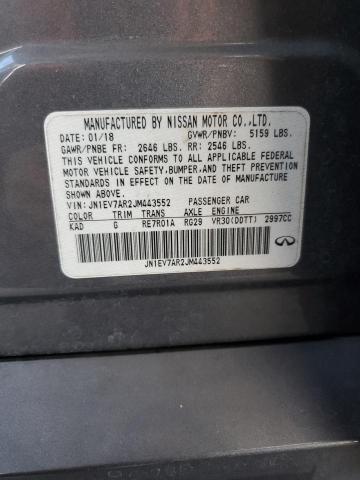 MANUFACTURED BY NISSAN MOTOR CO.,LTD.
DATE: 01/18 GVWR/PNBV: 5159 LBS.
GAWR/PNBE FR: 2646 LBS. RR: 2546 LBS.
THIS VEHICLE CONFORMS TO ALL APPLICABLE FEDERAL
MOTOR VEHICLE SAFETY,BUMPER,AND THEFT PREVENTION
STANDARDS IN EFFECT ON THE DATE OF MANUFACTURE
SHOWN ABOVE.
VIN: JN1EV7AR2JM443552 PASSENGER CAR
COLOR TRIM TRANS AXLE ENGINE
KAD G RE7R01A RG29 VR30(DDTT) 2997CC
JN1EV7AR2JM443552